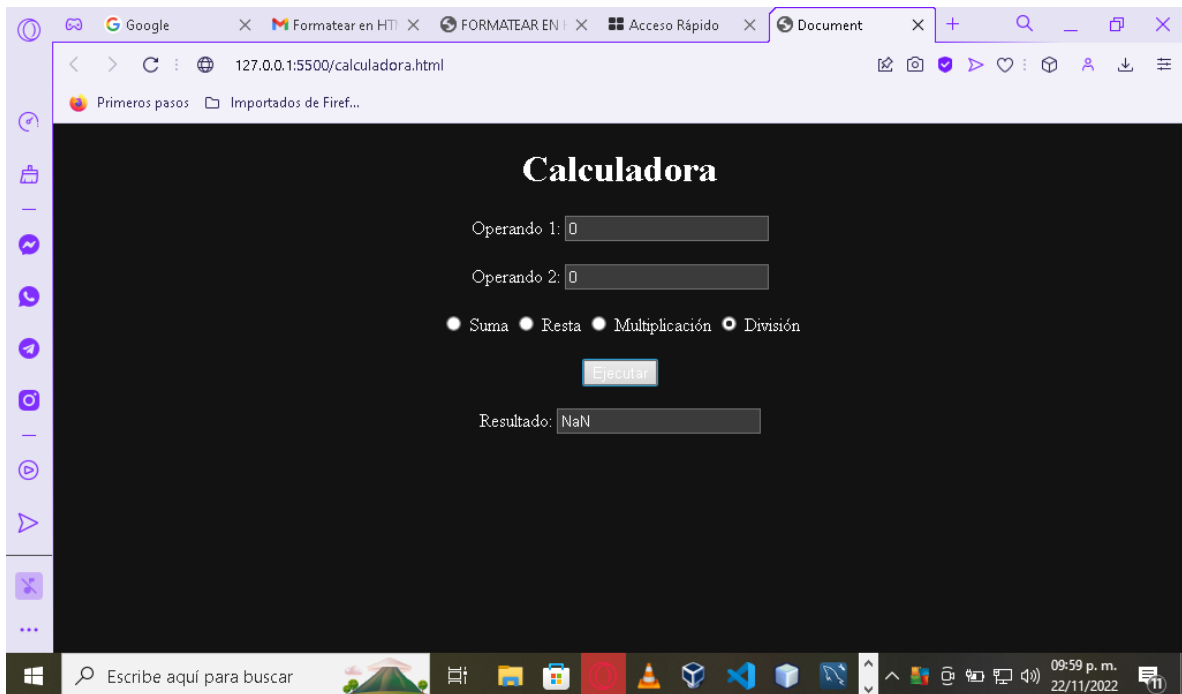 Google
Formatear en HT
FORMATEAR EN
Acceso Rápido
Document
127.0.0.1:5500/calculadora.html
Primeros pasos
Importados de Firef...
Calculadora
Operando 1: 0
Operando 2: 0
Suma Resta Multiplicación División
Ejecutar
Resultado: NaN
Escribe aquí para buscar
09:59 p. m.
22/11/2022
11